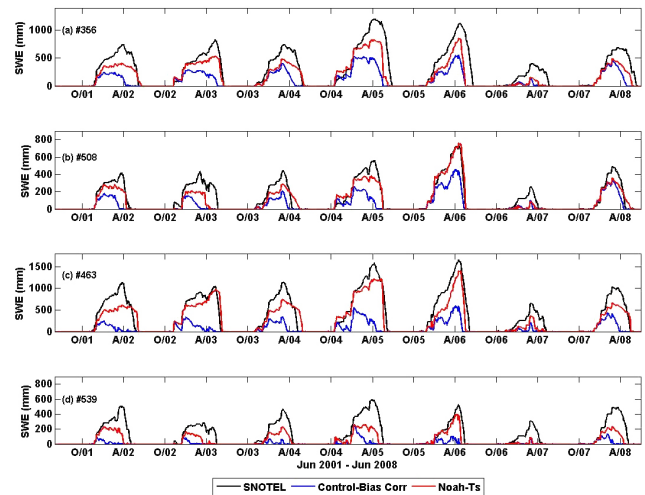 (a) #356
SWE (mm)
1000
500
0
O/01 A/02 O/02 A/03 O/03 A/04 O/04 A/05 O/05 A/06 O/06 A/07 O/07 A/08
(b) #508
SWE (mm)
800
600
400
200
0
O/01 A/02 O/02 A/03 O/03 A/04 O/04 A/05 O/05 A/06 O/06 A/07 O/07 A/08
(c) #463
SWE (mm)
1500
1000
500
0
O/01 A/02 O/02 A/03 O/03 A/04 O/04 A/05 O/05 A/06 O/06 A/07 O/07 A/08
(d) #539
SWE (mm)
800
600
400
200
0
O/01 A/02 O/02 A/03 O/03 A/04 O/04 A/05 O/05 A/06 O/06 A/07 O/07 A/08
Jun 2001 - Jun 2008
SNOTEL Control-Bias Corr Noah-Ts